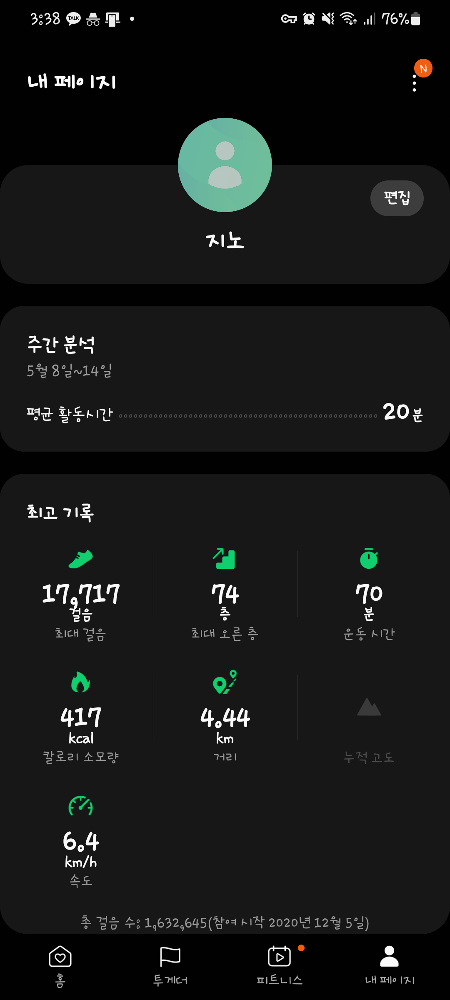 3:38 TALK 76%
N
내 페이지
편집
지노
주간 분석
5월 8일~14일
평균 활동시간 20 분
최고 기록
17,717 74 70
걸음 층 분
최대 걸음 최대 오른 층 운동 시간
417 4.44
kcal km
칼로리 소모량 거리 누적 고도
6.4
km/h
속도
총 걸음 수: 1,632,645(참여 시작 2020년 12월 5일)
홈 투게더 피트니스 내 페이지